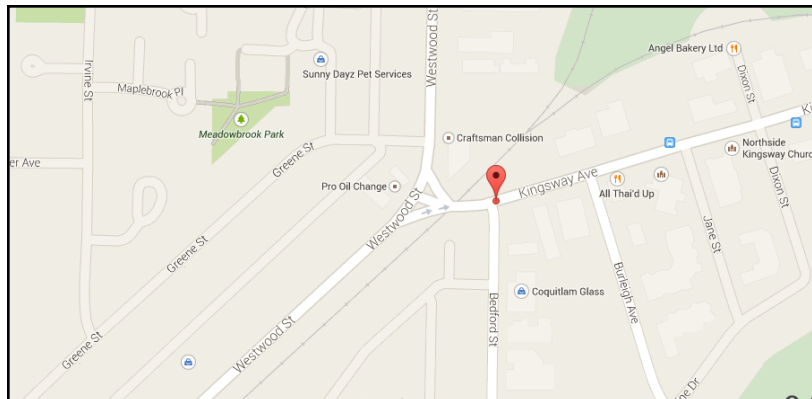 Westwood St
Angel Bakery Ltd
Sunny Dayz Pet Services
Irvine St
Maplebrook Pl
Dixon St
Meadowbrook Park
Craftsman Collision
Northside
Kingsway Church
Greene St
er Ave
Pro Oil Change
Kingsway Ave
All Thai'd Up
Dixon St
Westwood St
Jane St
Greene St
Coquitlam Glass
Burleigh Ave
Bedford St
Westwood St
Greene St